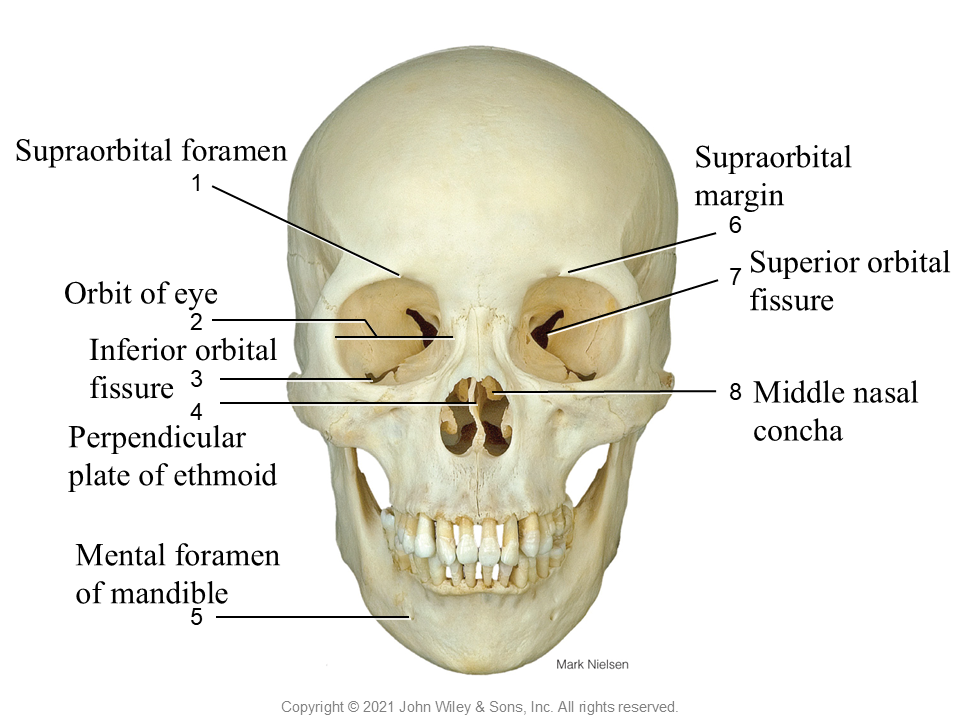 Supraorbital foramen
1
Orbit of eye
2
Inferior orbital
fissure 3
4
Perpendicular
plate of ethmoid
Mental foramen
of mandible
5
Supraorbital
margin
6
7 Superior orbital
fissure
8 Middle nasal
concha
Mark Nielsen
Copyright © 2021 John Wiley & Sons, Inc. All rights reserved.